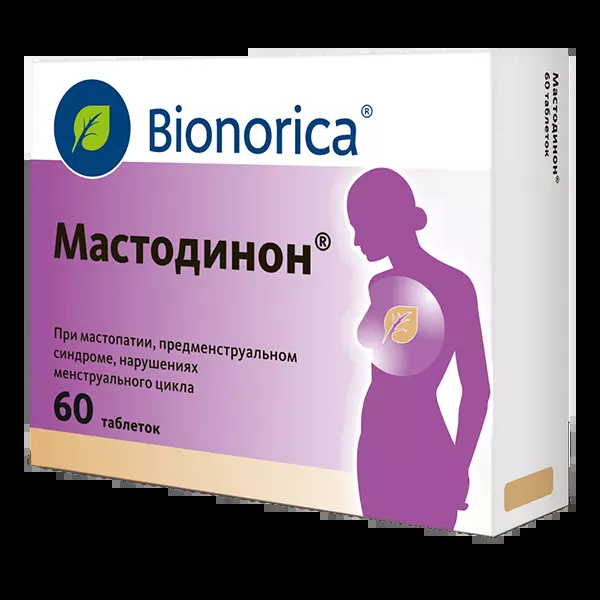 Bionorica®
Мастодинон®
При мастопатии, предменструальном
синдроме, нарушениях
менструального цикла
60 таблеток
Мастодинон®
60 таблеток